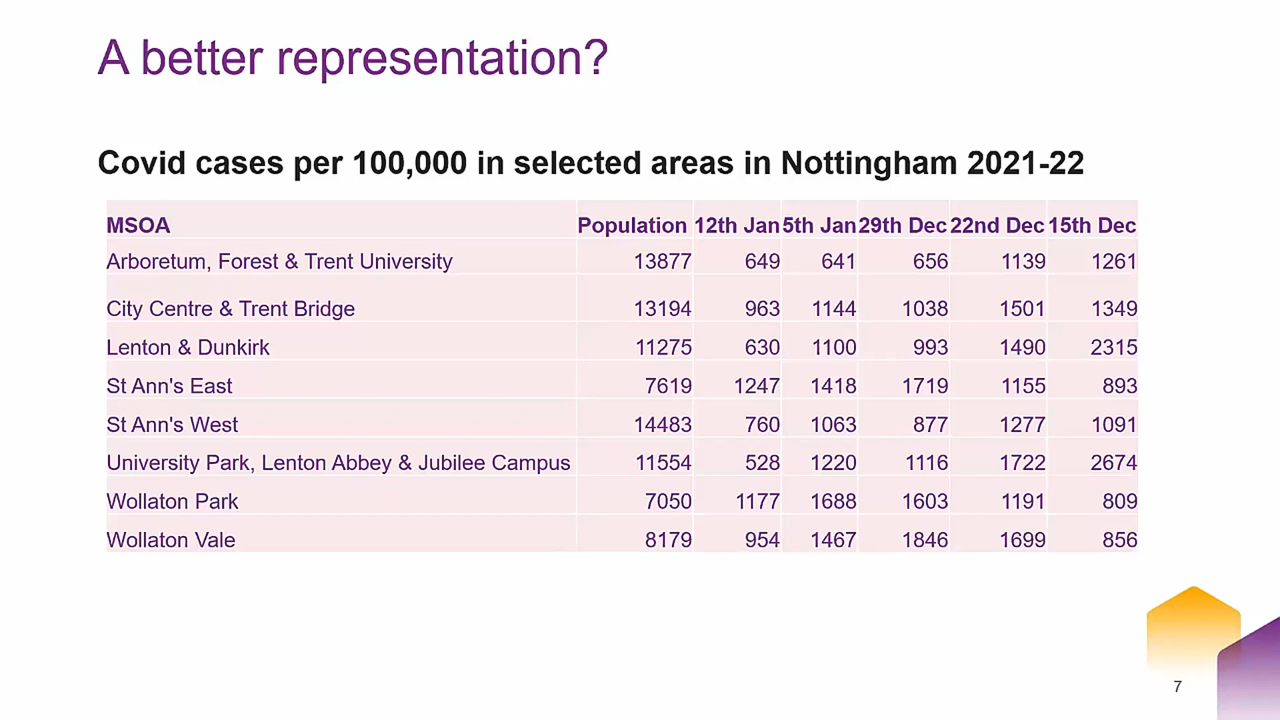 A better representation?
Covid cases per 100,000 in selected areas in Nottingham 2021-22
MSOA Population 12th Jan 5th Jan 29th Dec 22nd Dec 15th Dec
Arboretum, Forest & Trent University 13877 649 641 656 1139 1261
City Centre & Trent Bridge 13194 963 1144 1038 1501 1349
Lenton & Dunkirk 11275 630 1100 993 1490 2315
St Ann's East 7619 1247 1418 1719 1155 893
St Ann's West 14483 760 1063 877 1277 1091
University Park, Lenton Abbey & Jubilee Campus 11554 528 1220 1116 1722 2674
Wollaton Park 7050 1177 1688 1603 1191 809
Wollaton Vale 8179 954 1467 1846 1699 856
7